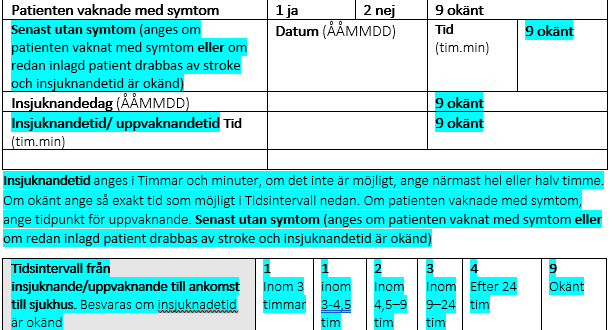 Patienten vaknade med symtom 1 ja 2 nej 9 okänt
Senast utan symtom (anges om patienten vaknat med symtom eller om redan inlagd patient drabbas av stroke och insjuknandetid är okänd) Datum (ÅÅMMDD) Tid (tim.min) 9 okänt
Insjuknandedag (ÅÅMMDD) 9 okänt
Insjuknandetid/ uppvaknandetid Tid (tim.min) 9 okänt
Insjuknandetid anges i Timmar och minuter, om det inte är möjligt, ange närmast hel eller halv timme.
Om okänt ange så exakt tid som möjligt i Tidsintervall nedan. Om patienten vaknade med symtom,
ange tidpunkt för uppvaknande. Senast utan symtom (anges om patienten vaknat med symtom eller
om redan inlagd patient drabbas av stroke och insjuknandetid är okänd)
Tidsintervall från insjuknande/uppvaknande till ankomst till sjukhus. Besvaras om insjuknadetid är okänd 1 Inom 3 timmar 1 inom 3-4,5 tim 2 Inom 4,5–9 tim 3 Inom 9–24 tim 4 Efter 24 tim 9 Okänt